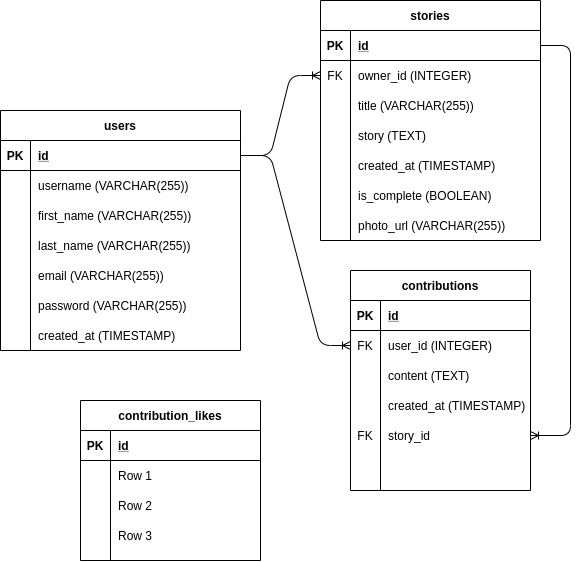 stories
PK id
FK owner_id (INTEGER)
title (VARCHAR(255))
story (TEXT)
created_at (TIMESTAMP)
is_complete (BOOLEAN)
photo_url (VARCHAR(255))
users
PK id
username (VARCHAR(255))
first_name (VARCHAR(255))
last_name (VARCHAR(255))
email (VARCHAR(255))
password (VARCHAR(255))
created_at (TIMESTAMP)
contributions
PK id
FK user_id (INTEGER)
content (TEXT)
created_at (TIMESTAMP)
FK story_id
contribution_likes
PK id
Row 1
Row 2
Row 3